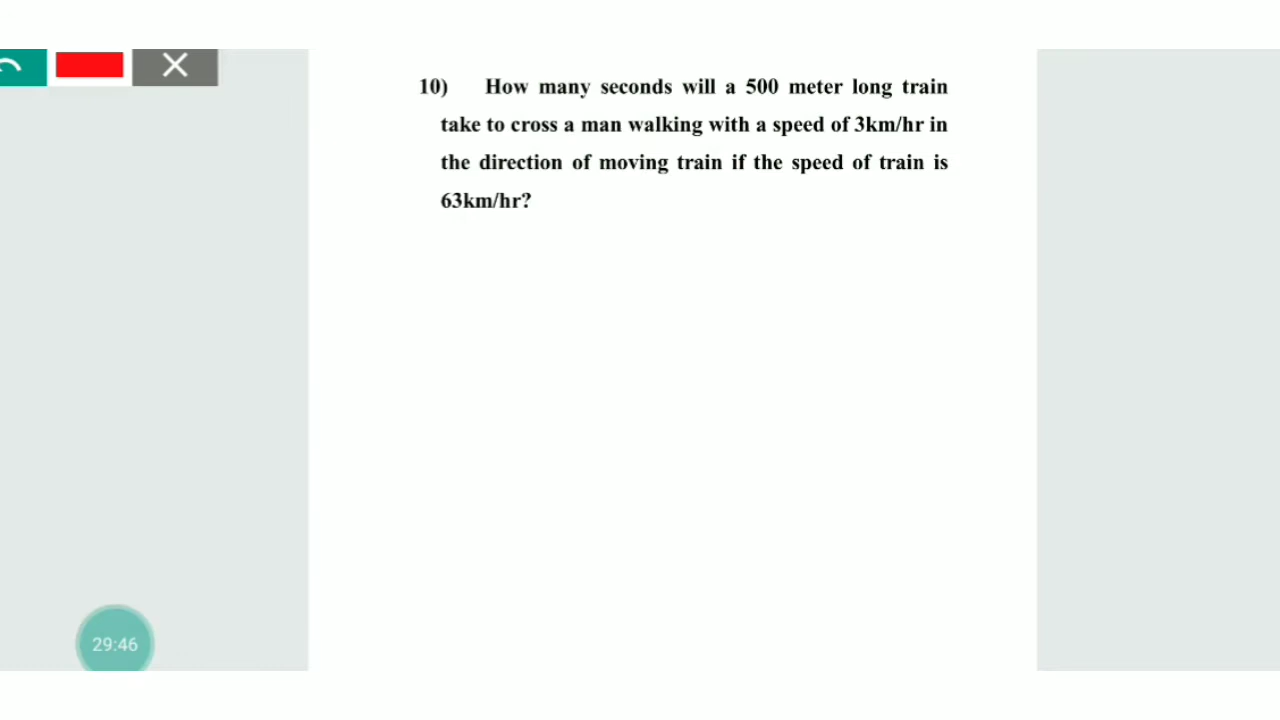 10) How many seconds will a 500 meter long train
take to cross a man walking with a speed of 3km/hr in
the direction of moving train if the speed of train is
63km/hr?
29:46